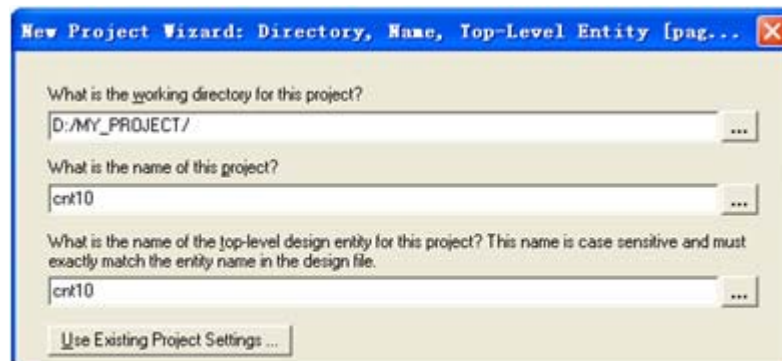 New Project Wizard: Directory, Name, Top-Level Entity [pag...
What is the working directory for this project?
D:/MY_PROJECT/
...
What is the name of this project?
cnt10
...
What is the name of the top-level design entity for this project? This name is case sensitive and must
exactly match the entity name in the design file.
cnt10
...
Use Existing Project Settings ...